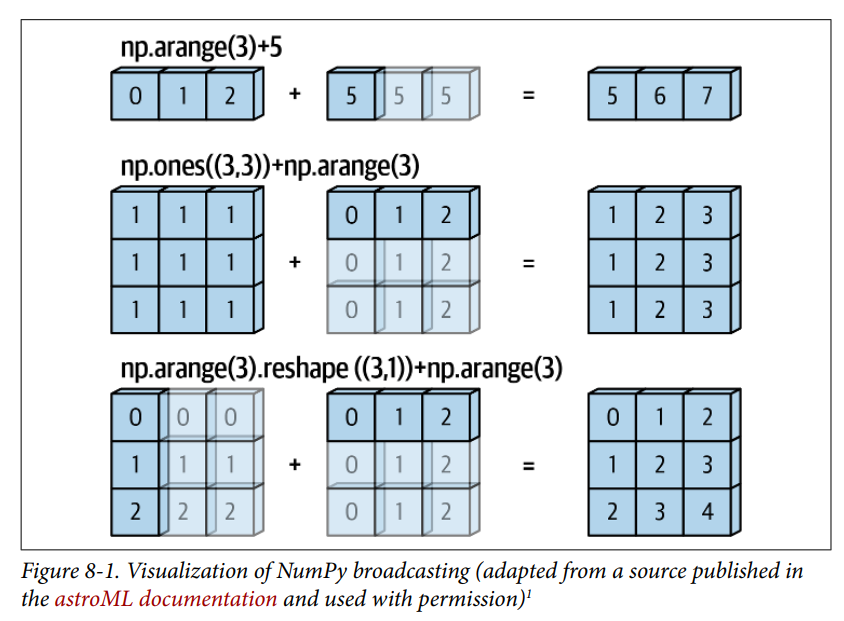 np.arange(3)+5
0 1 2 + 5 5 5 = 5 6 7
np.ones((3,3))+np.arange(3)
1 1 1 0 1 2 1 2 3
1 1 1 + 0 1 2 = 1 2 3
1 1 1 0 1 2 1 2 3
np.arange(3).reshape ((3,1))+np.arange(3)
0 0 0 0 1 2 0 1 2
1 1 1 + 0 1 2 = 1 2 3
2 2 2 0 1 2 2 3 4
Figure 8-1. Visualization of NumPy broadcasting (adapted from a source published in
the astroML documentation and used with permission)¹